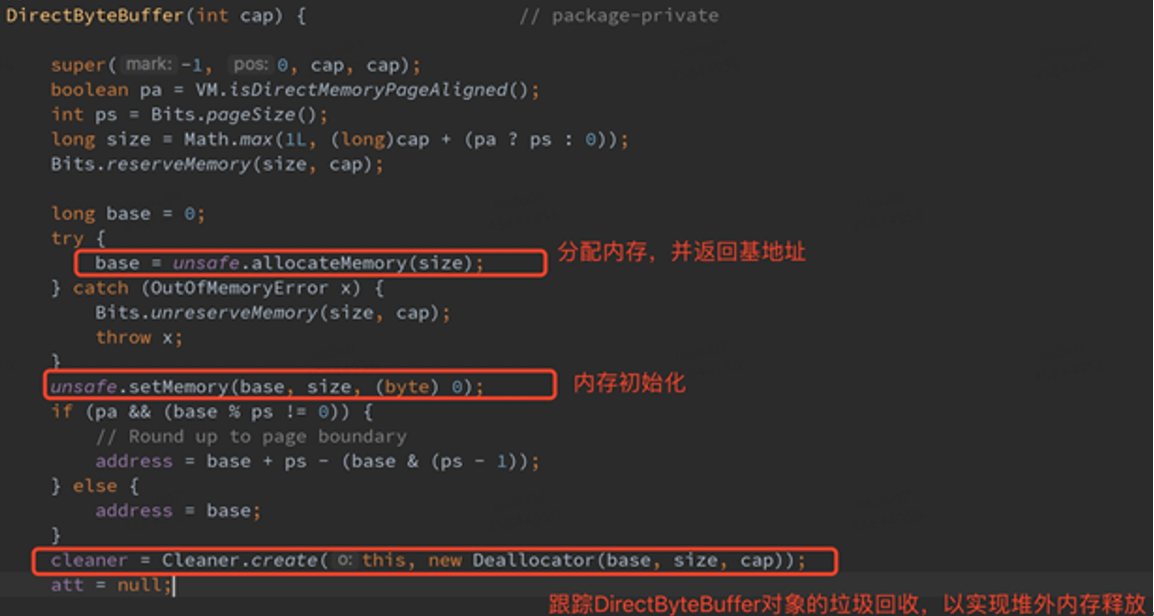 DirectByteBuffer(int cap) { // package-private
super( mark: -1, pos: 0, cap, cap);
boolean pa = VM.isDirectMemoryPageAligned();
int ps = Bits.pageSize();
long size = Math.max(1L, (long)cap + (pa ? ps : 0));
Bits.reserveMemory(size, cap);
long base = 0;
try {
base = unsafe.allocateMemory(size); 分配内存，并返回基地址
} catch (OutOfMemoryError x) {
Bits.unreserveMemory(size, cap);
throw x;
}
unsafe.setMemory(base, size, (byte) 0); 内存初始化
if (pa && (base % ps != 0)) {
// Round up to page boundary
address = base + ps - (base & (ps - 1));
} else {
address = base;
}
cleaner = Cleaner.create( o: this, new Deallocator(base, size, cap));
att = null;
跟踪DirectByteBuffer对象的垃圾回收，以实现堆外内存释放